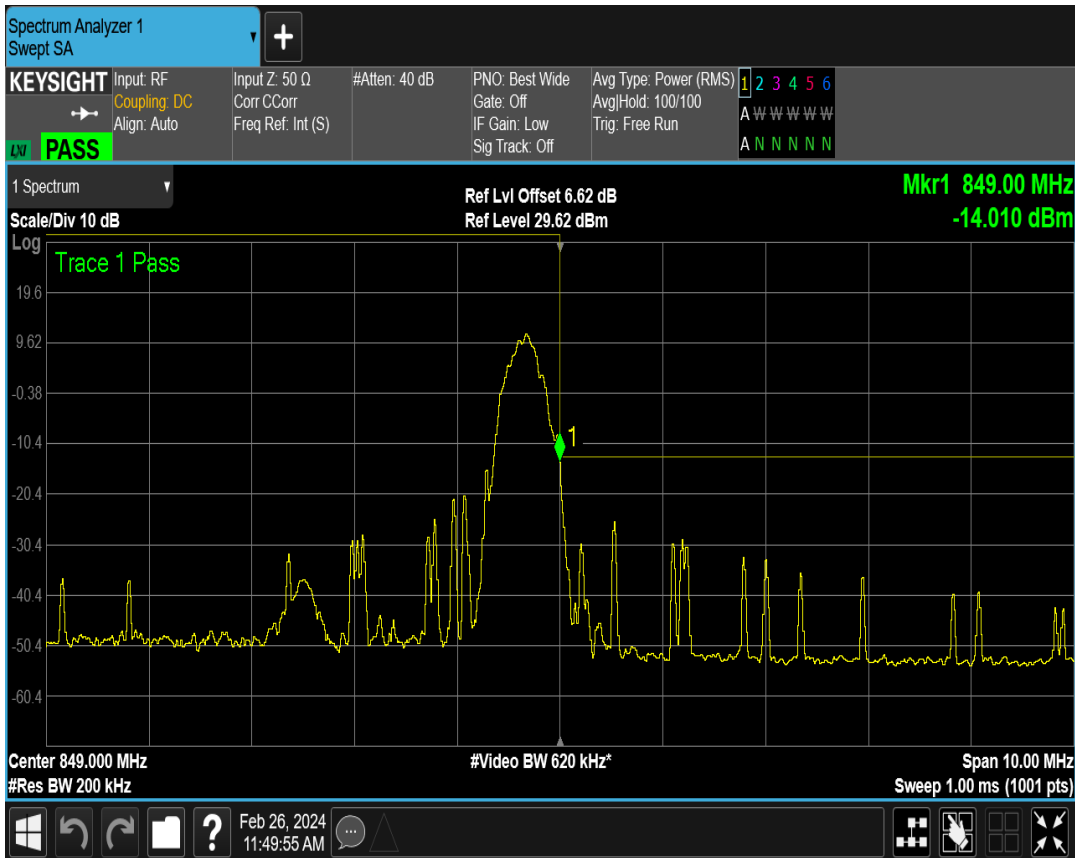 Spectrum Analyzer 1
Swept SA
+
KEYSIGHT
LXI PASS
Input: RF
Coupling: DC
Align: Auto
Input Z: 50 Ω
Corr CCorr
Freq Ref: Int (S)
#Atten: 40 dB
PNO: Best Wide
Gate: Off
IF Gain: Low
Sig Track: Off
Avg Type: Power (RMS)
Avg|Hold: 100/100
Trig: Free Run
1 2 3 4 5 6
A W W W W W
A N N N N N
1 Spectrum
Scale/Div 10 dB
Ref Lvl Offset 6.62 dB
Ref Level 29.62 dBm
Mkr1 849.00 MHz
-14.010 dBm
Log
Trace 1 Pass
19.6
9.62
-0.38
-10.4
-20.4
-30.4
-40.4
-50.4
-60.4
1
Center 849.000 MHz
#Res BW 200 kHz
#Video BW 620 kHz*
Span 10.00 MHz
Sweep 1.00 ms (1001 pts)
?
Feb 26, 2024
11:49:55 AM